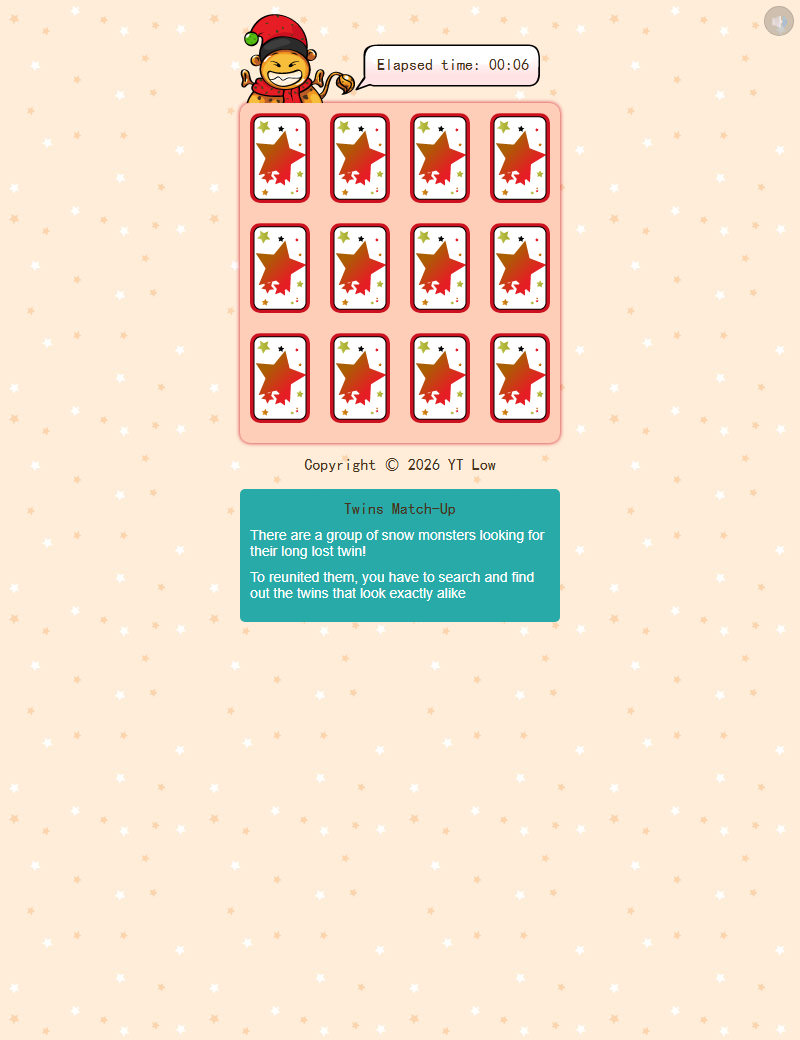 Elapsed time: 00:06
Copyright © 2026 YT Low
Twins Match-Up
There are a group of snow monsters looking for
their long lost twin!
To reunited them, you have to search and find
out the twins that look exactly alike